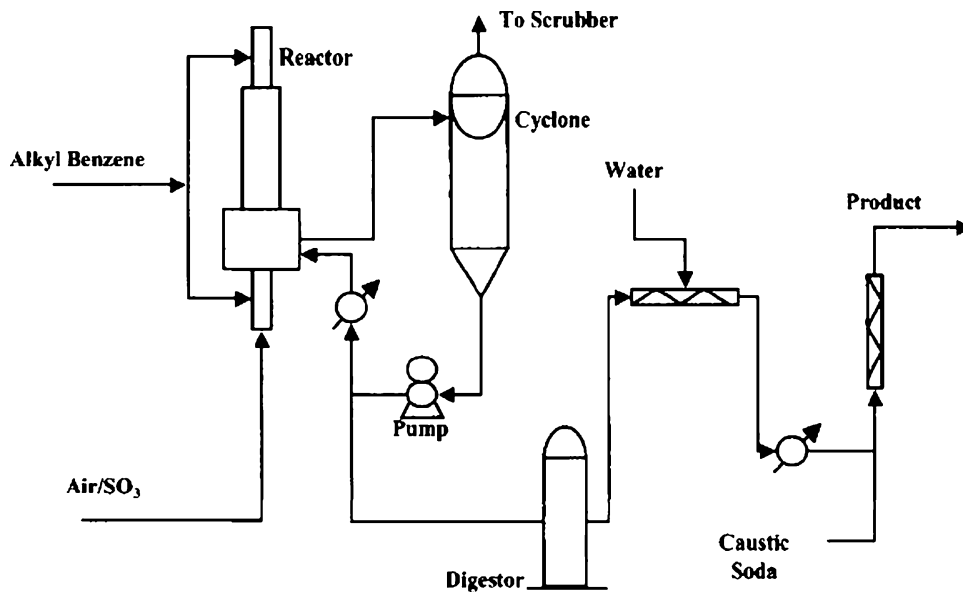 To Scrubber
Reactor
Cyclone
Alkyl Benzene
Water
Product
Pump
Air/SO₃
Caustic
Soda
Digestor